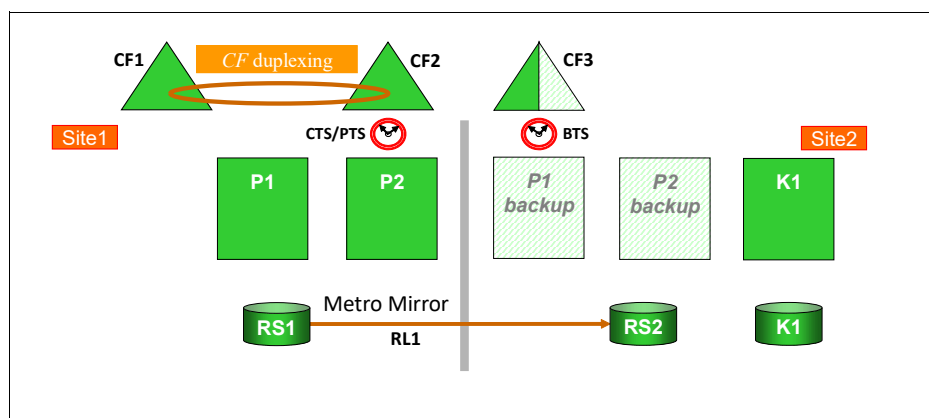 CF1
CF duplexing
CF2
CF3
Site1
CTS/PTS
BTS
Site2
P1
P2
P1
backup
P2
backup
K1
Metro Mirror
RS1
RL1
RS2
K1